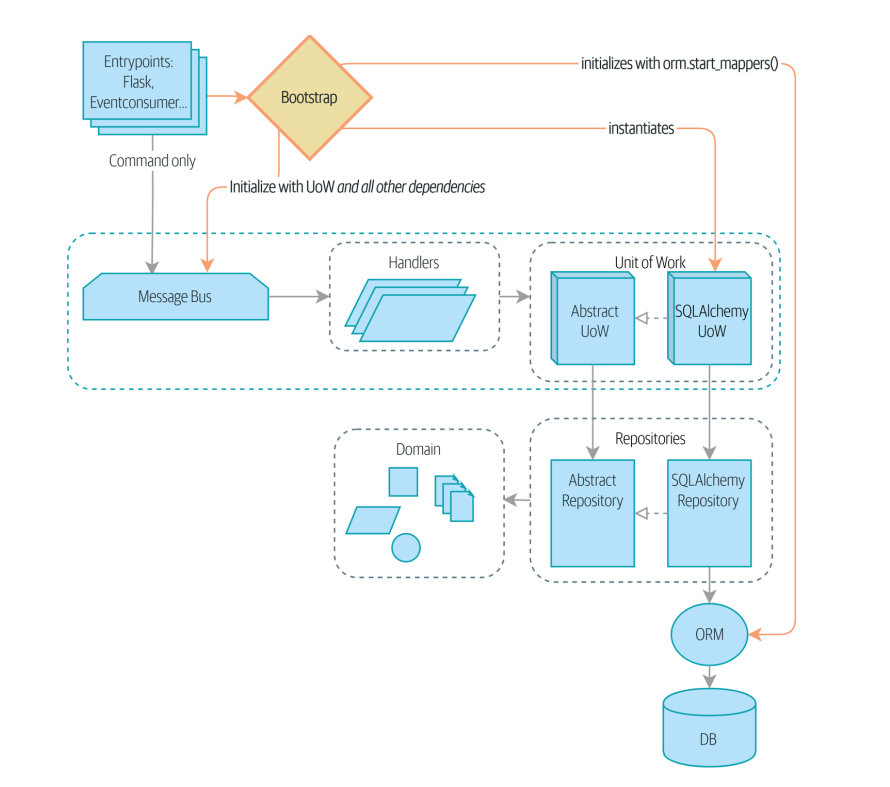 Entrypoints:
Flask,
Eventconsumer...
Bootstrap
initializes with orm.start_mappers()
instantiates
Command only
Initialize with UoW and all other dependencies
Message Bus
Handlers
Unit of Work
Abstract
UoW
SQLAlchemy
UoW
Domain
Repositories
Abstract
Repository
SQLAlchemy
Repository
ORM
DB